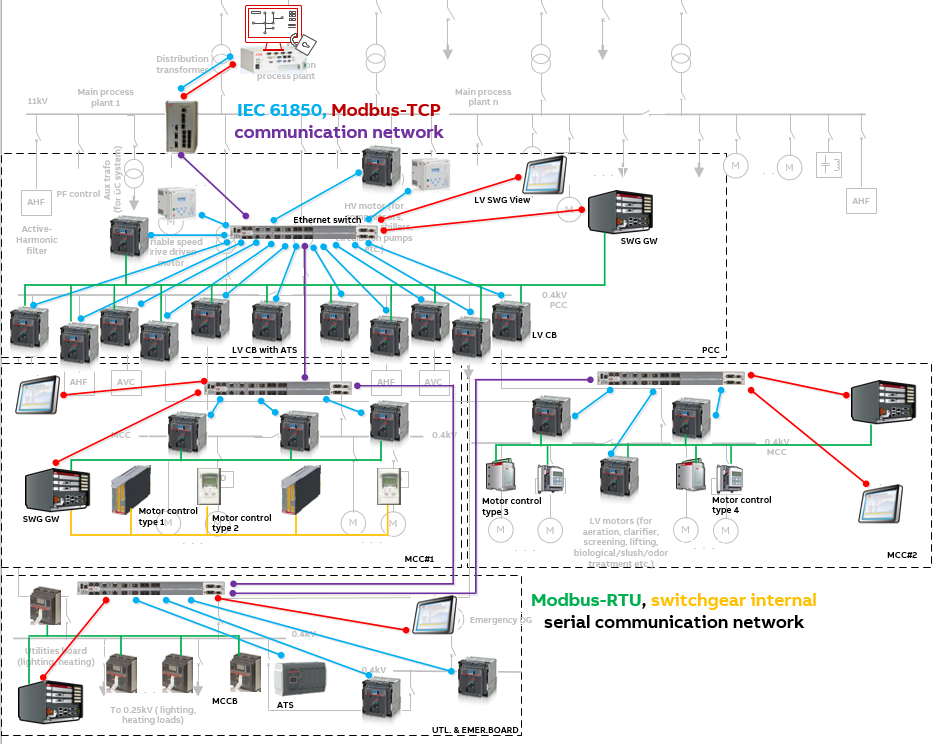 Distribution
transformer
process plant
IEC 61850, Modbus-TCP
communication network
11kV
Main process
plant 1
Main process
plant n
M
M
AHF
PF control
Aux trafo
(for DC system)
AHF
Active-
Harmonic
filter
M
LV SWG View
M
SWG GW
HV motor (for
Ethernet switch
chillers,
circulation pumps
etc.)
drive driven
motor
0.4kV
PCC
LV CB with ATS
LV CB
PCC
AHF
AVC
AHF
AVC
MCC
0.4kV
0.4kV
MCC
SWG GW
Motor control
type 1
M
Motor control
type 2
M
M
MCC#1
Motor control
type 3
Motor control
type 4
M
M
M
M
LV motors (for
aeration, clarifier,
screening, lifting,
biological/slush/odor
treatment etc.)
MCC#2
Modbus-RTU, switchgear internal
serial communication network
Emergency DG
0.4kV
Utilities board
(lighting/heating)
0.4kV
MCCB
ATS
To 0.25kV ( lighting,
heating loads)
UTL. & EMER.BOARD